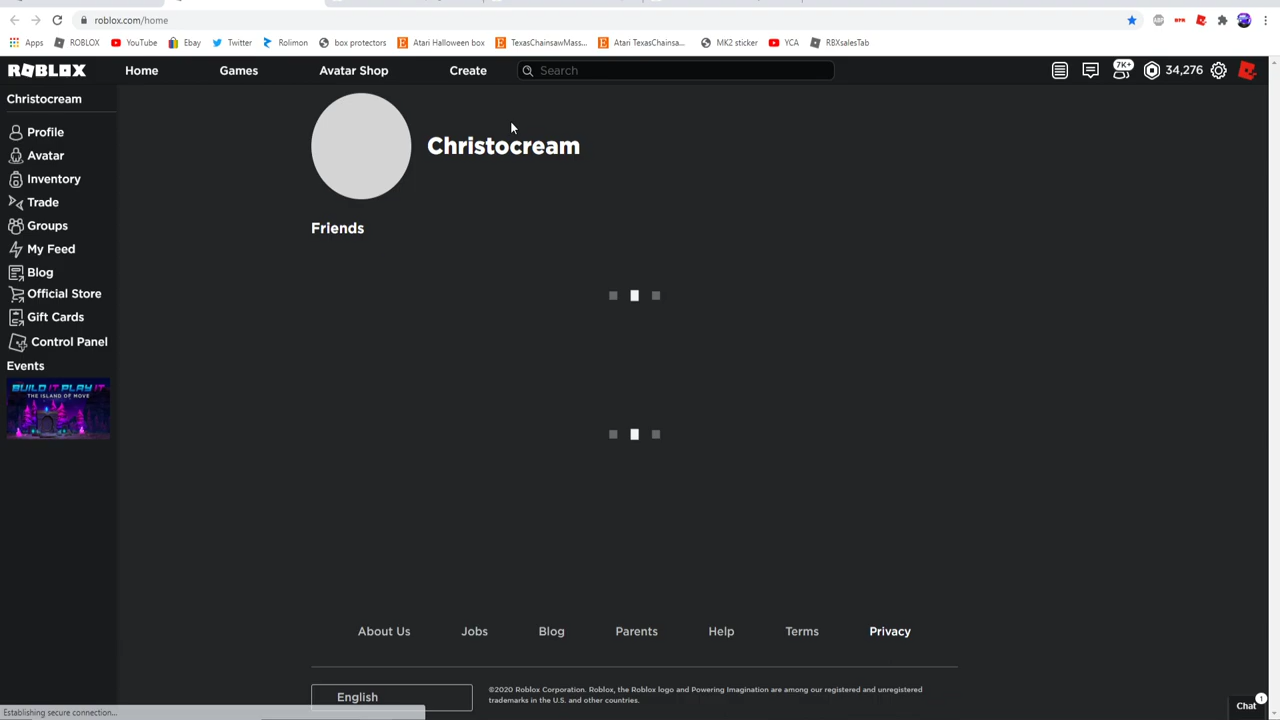 roblox.com/home
Apps ROBLOX YouTube Ebay Twitter Rolimon box protectors Atari Halloween box TexasChainsawMass... Atari TexasChainsa... MK2 sticker YCA RBXsalesTab
ROBLOX Home Games Avatar Shop Create Search 7K+ 34,276
Christocream
Profile
Avatar
Inventory
Trade
Groups
My Feed
Blog
Official Store
Gift Cards
Control Panel
Events
BUILD IT PLAY IT
THE ISLAND OF MOVE
Christocream
Friends
About Us Jobs Blog Parents Help Terms Privacy
English
©2020 Roblox Corporation. Roblox, the Roblox logo and Powering Imagination are among our registered and unregistered
trademarks in the U.S. and other countries.
Chat 1
Establishing secure connection...